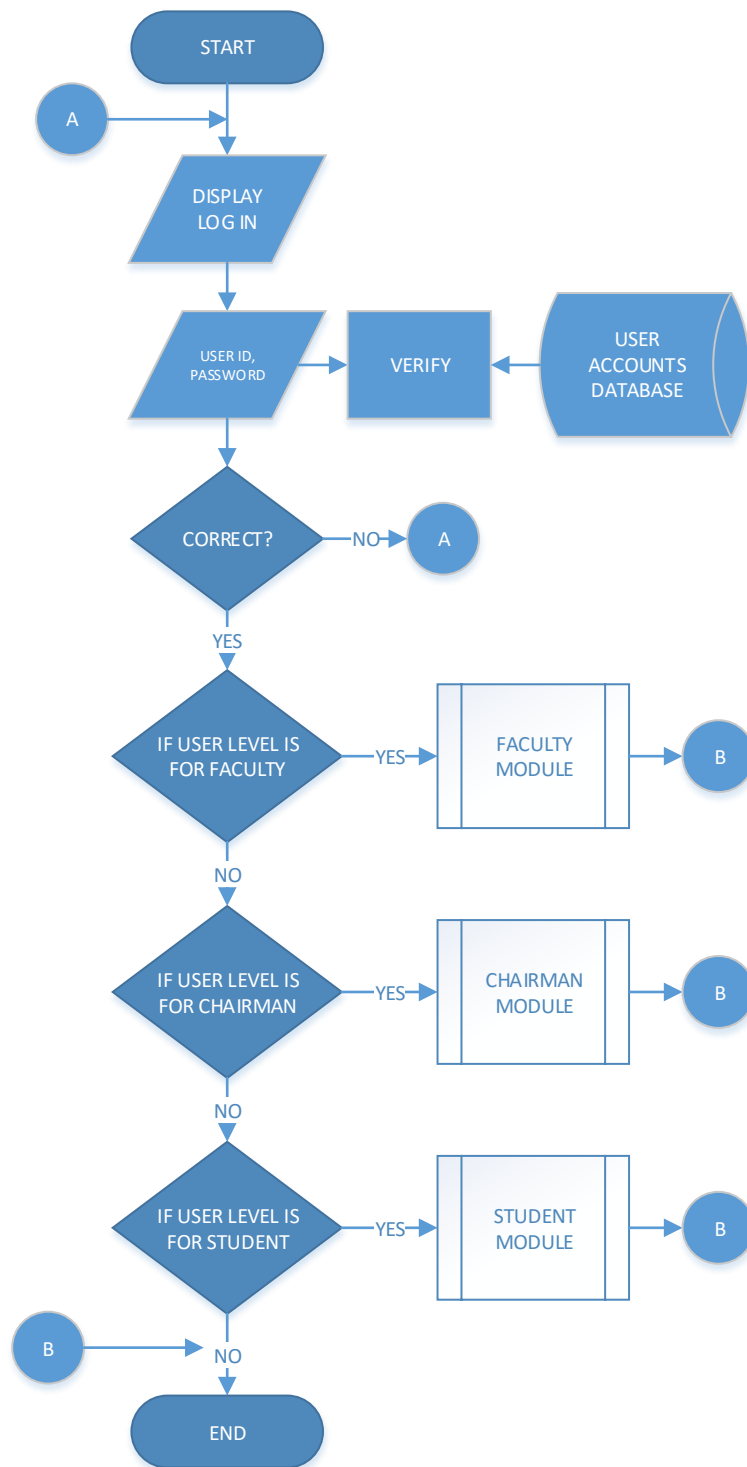 START
A
DISPLAY
LOG IN
USER ID,
PASSWORD
VERIFY
USER
ACCOUNTS
DATABASE
CORRECT?
NO
A
YES
IF USER LEVEL IS
FOR FACULTY
YES
FACULTY
MODULE
B
NO
IF USER LEVEL IS
FOR CHAIRMAN
YES
CHAIRMAN
MODULE
B
NO
IF USER LEVEL IS
FOR STUDENT
YES
STUDENT
MODULE
B
B
NO
END